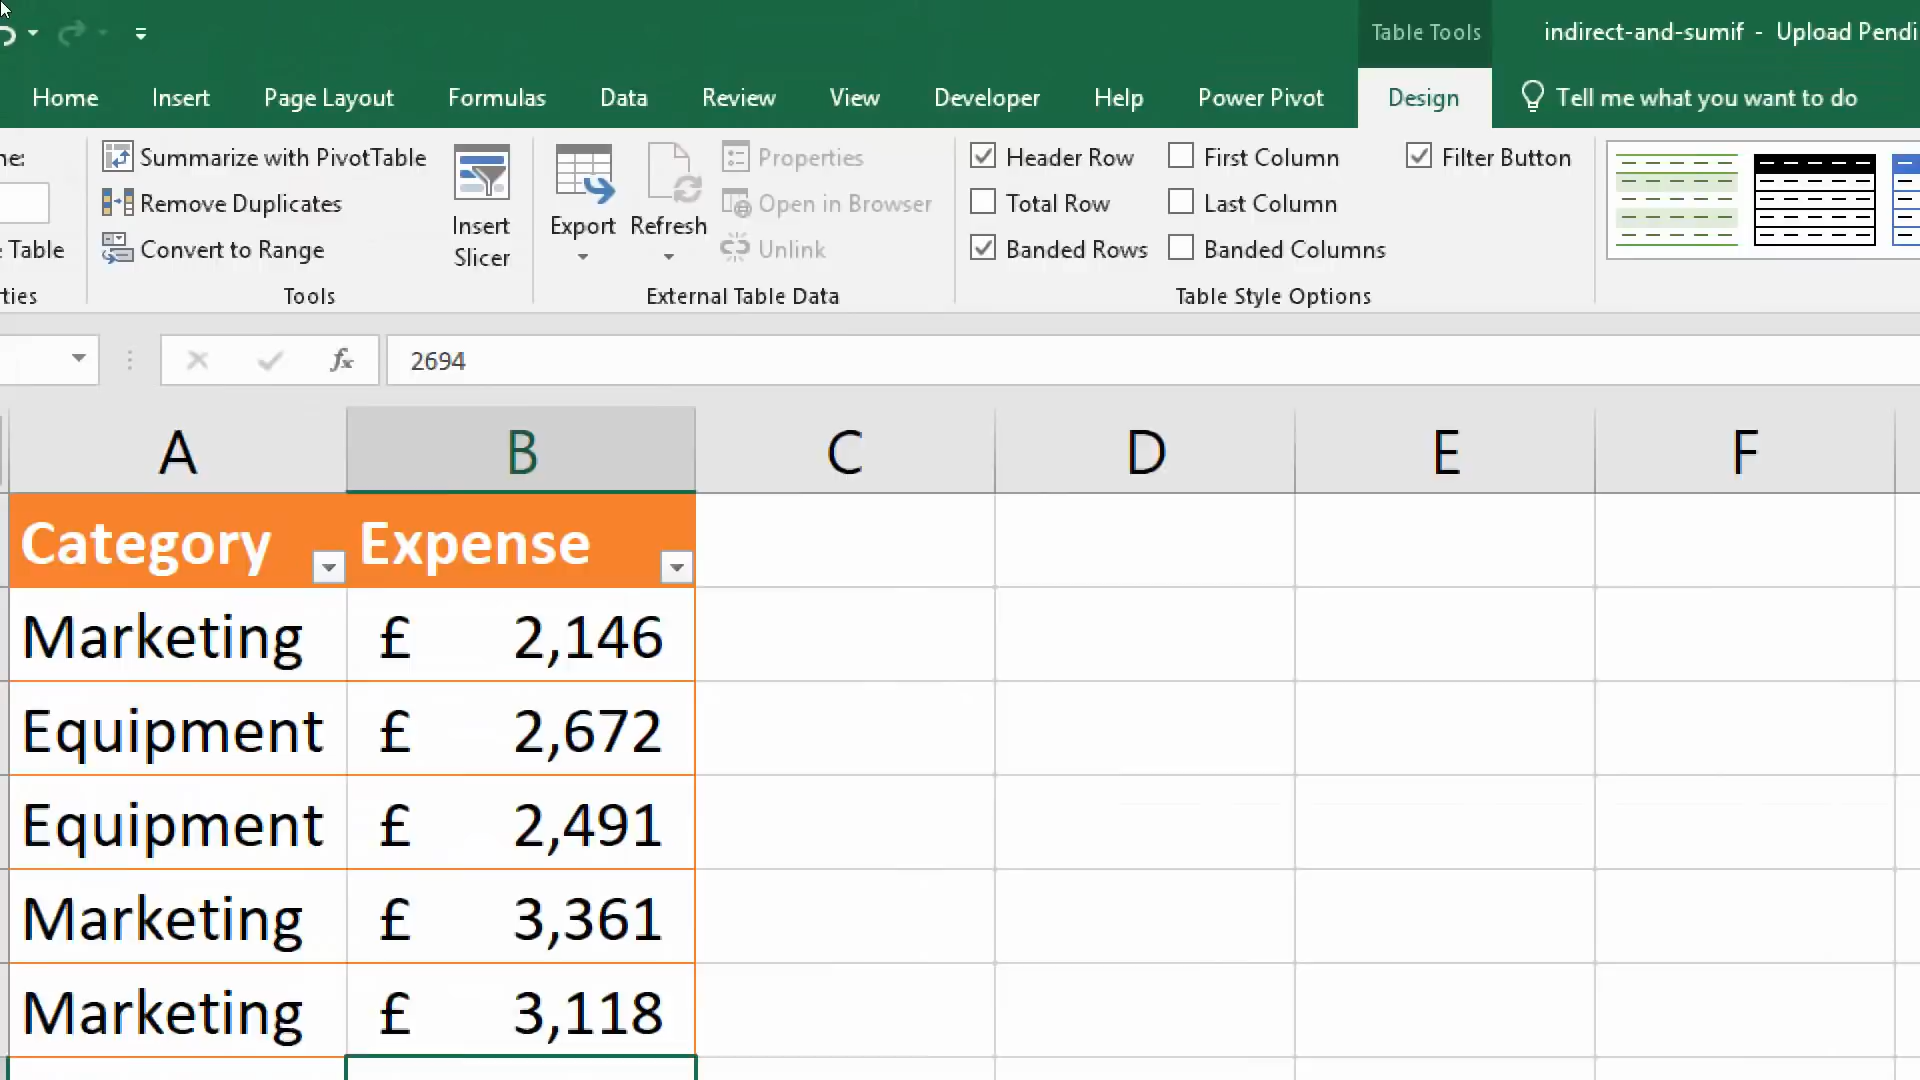 Table Tools
indirect-and-sumif - Upload Pendi
Home Insert Page Layout Formulas Data Review View Developer Help Power Pivot Design Tell me what you want to do
Summarize with PivotTable
Remove Duplicates
Table
Convert to Range
Insert
Slicer
Tools
Export
Refresh
Properties
Open in Browser
Unlink
External Table Data
Header Row First Column Filter Button
Total Row Last Column
Banded Rows Banded Columns
Table Style Options
fx 2694
A B C D E F
Category Expense
Marketing £ 2,146
Equipment £ 2,672
Equipment £ 2,491
Marketing £ 3,361
Marketing £ 3,118